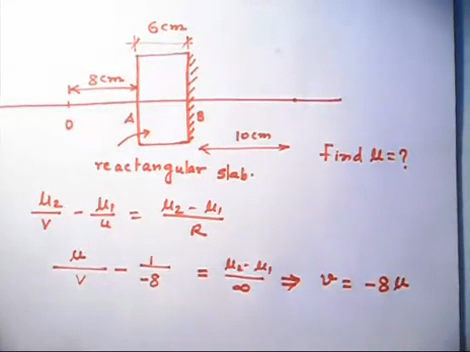 6cm
8cm
O A B
10cm
Find μ = ?
reactangular slab.
μ₂/v - μ₁/u = μ₂ - μ₁/R
μ/v - 1/-8 = μ₂ - μ₁/∞ ⇒ v = -8μ